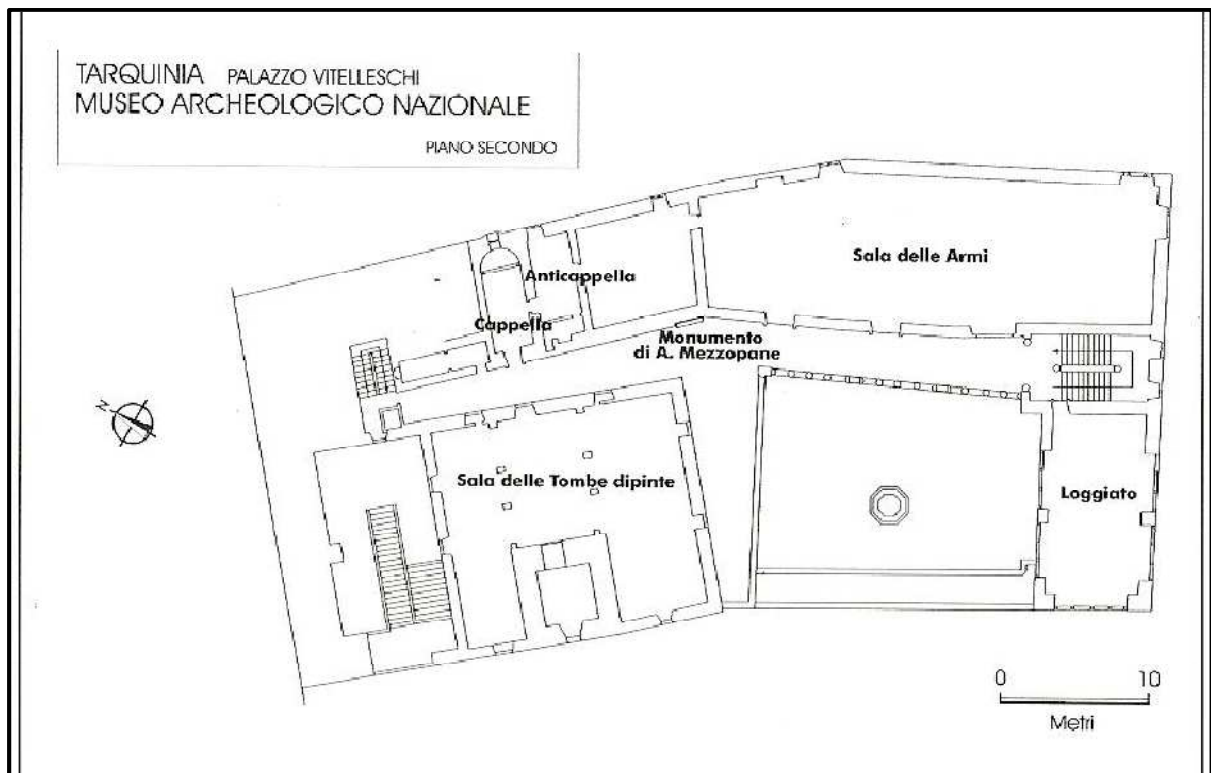 TARQUINIA PALAZZO VITELLESCHI
MUSEO ARCHEOLOGICO NAZIONALE
PIANO SECONDO
Sala delle Armi
Anticappella
Cappella
Monumento
di A. Mezzopane
N
Sala delle Tombe dipinte
Loggiato
0 10
Metri